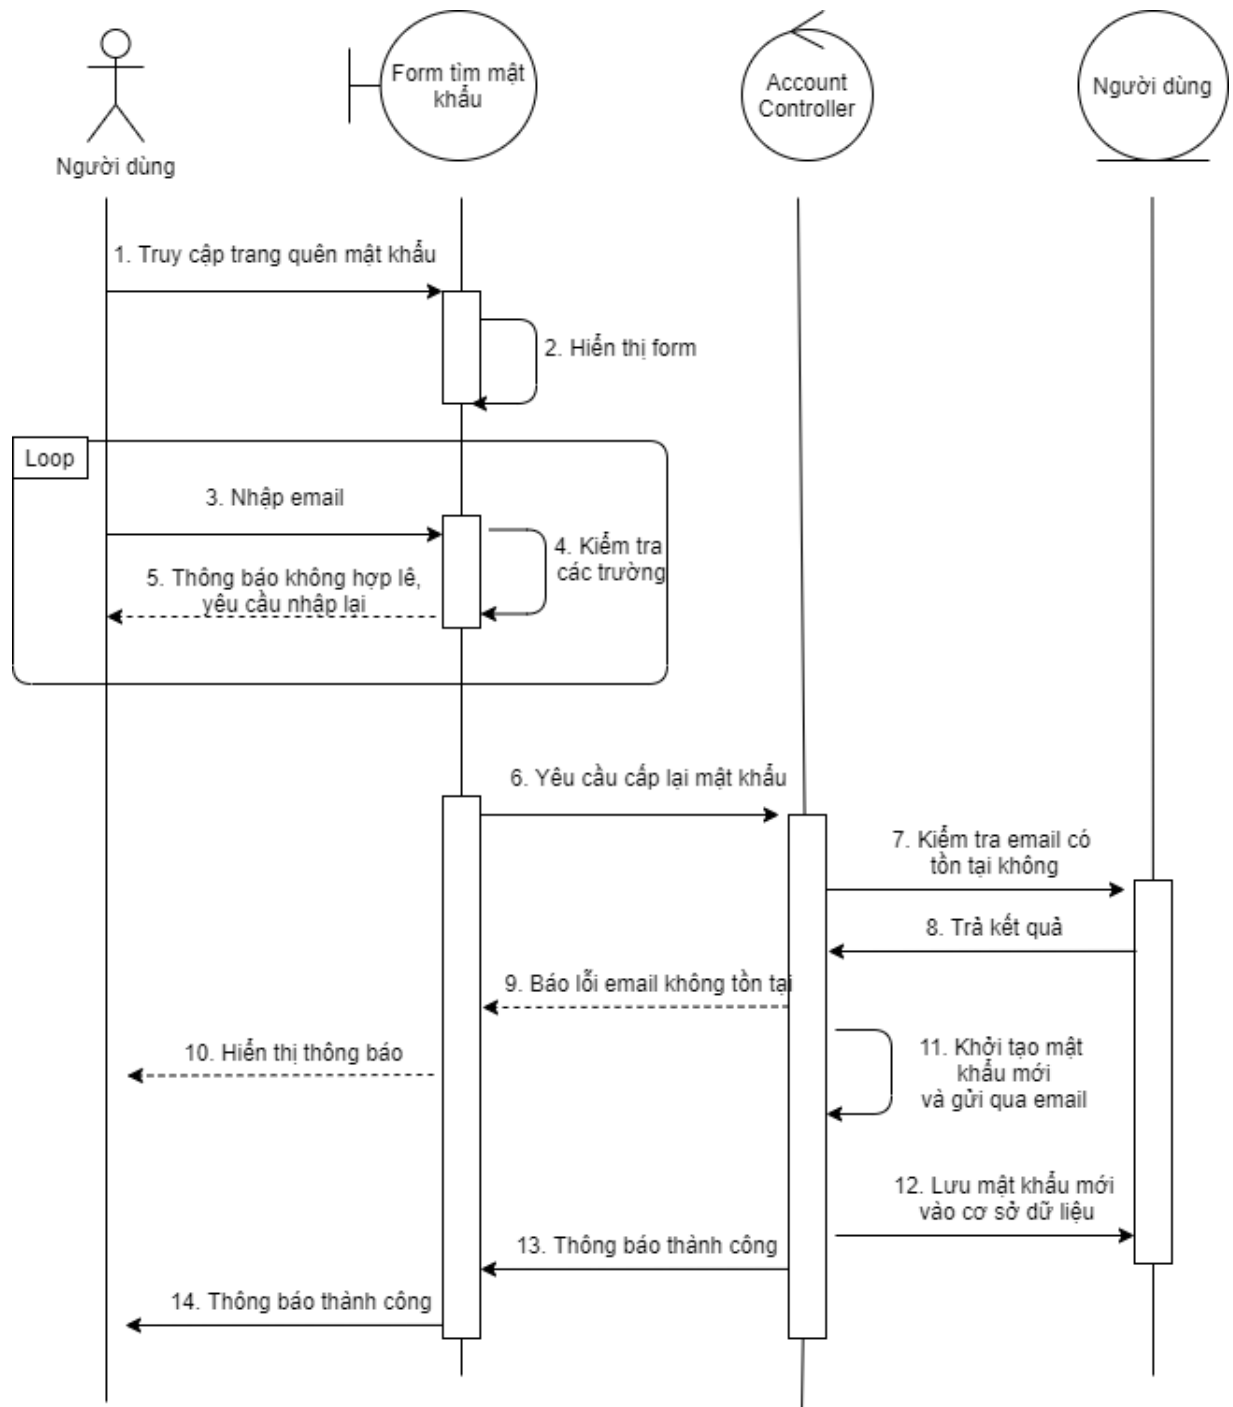 Form tìm mật
khẩu
Account
Controller
Người dùng
Người dùng
1. Truy cập trang quên mật khẩu
2. Hiển thị form
Loop
3. Nhập email
4. Kiểm tra
các trường
5. Thông báo không hợp lê,
yêu cầu nhập lại
6. Yêu cầu cấp lại mật khẩu
7. Kiểm tra email có
tồn tại không
8. Trả kết quả
9. Báo lỗi email không tồn tại
10. Hiển thị thông báo
11. Khởi tạo mật
khẩu mới
và gửi qua email
12. Lưu mật khẩu mới
vào cơ sở dữ liệu
13. Thông báo thành công
14. Thông báo thành công